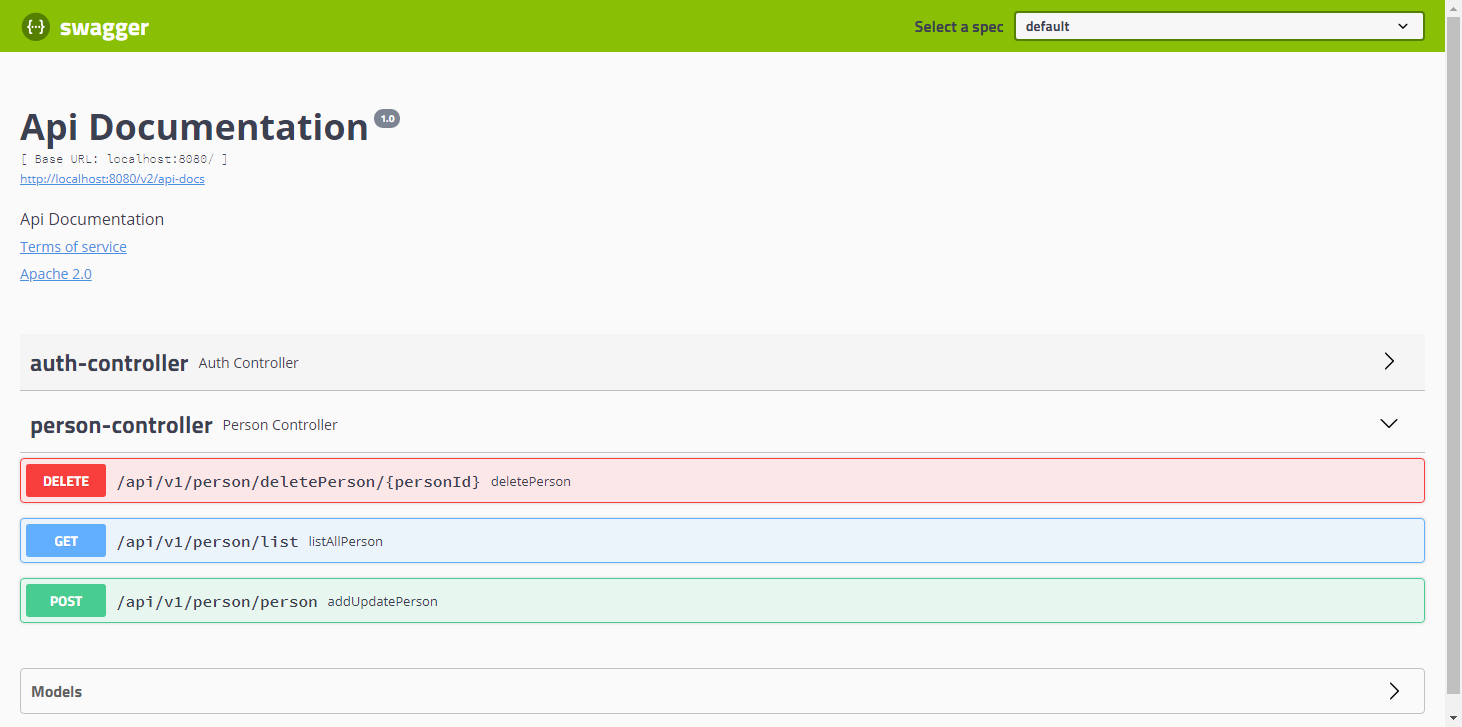 {··} swagger Select a spec default
Api Documentation 1.0
[ Base URL: localhost:8080/ ]
http://localhost:8080/v2/api-docs
Api Documentation
Terms of service
Apache 2.0
auth-controller Auth Controller
person-controller Person Controller
DELETE /api/v1/person/deletePerson/{personId} deletePerson
GET /api/v1/person/list listAllPerson
POST /api/v1/person/person addUpdatePerson
Models